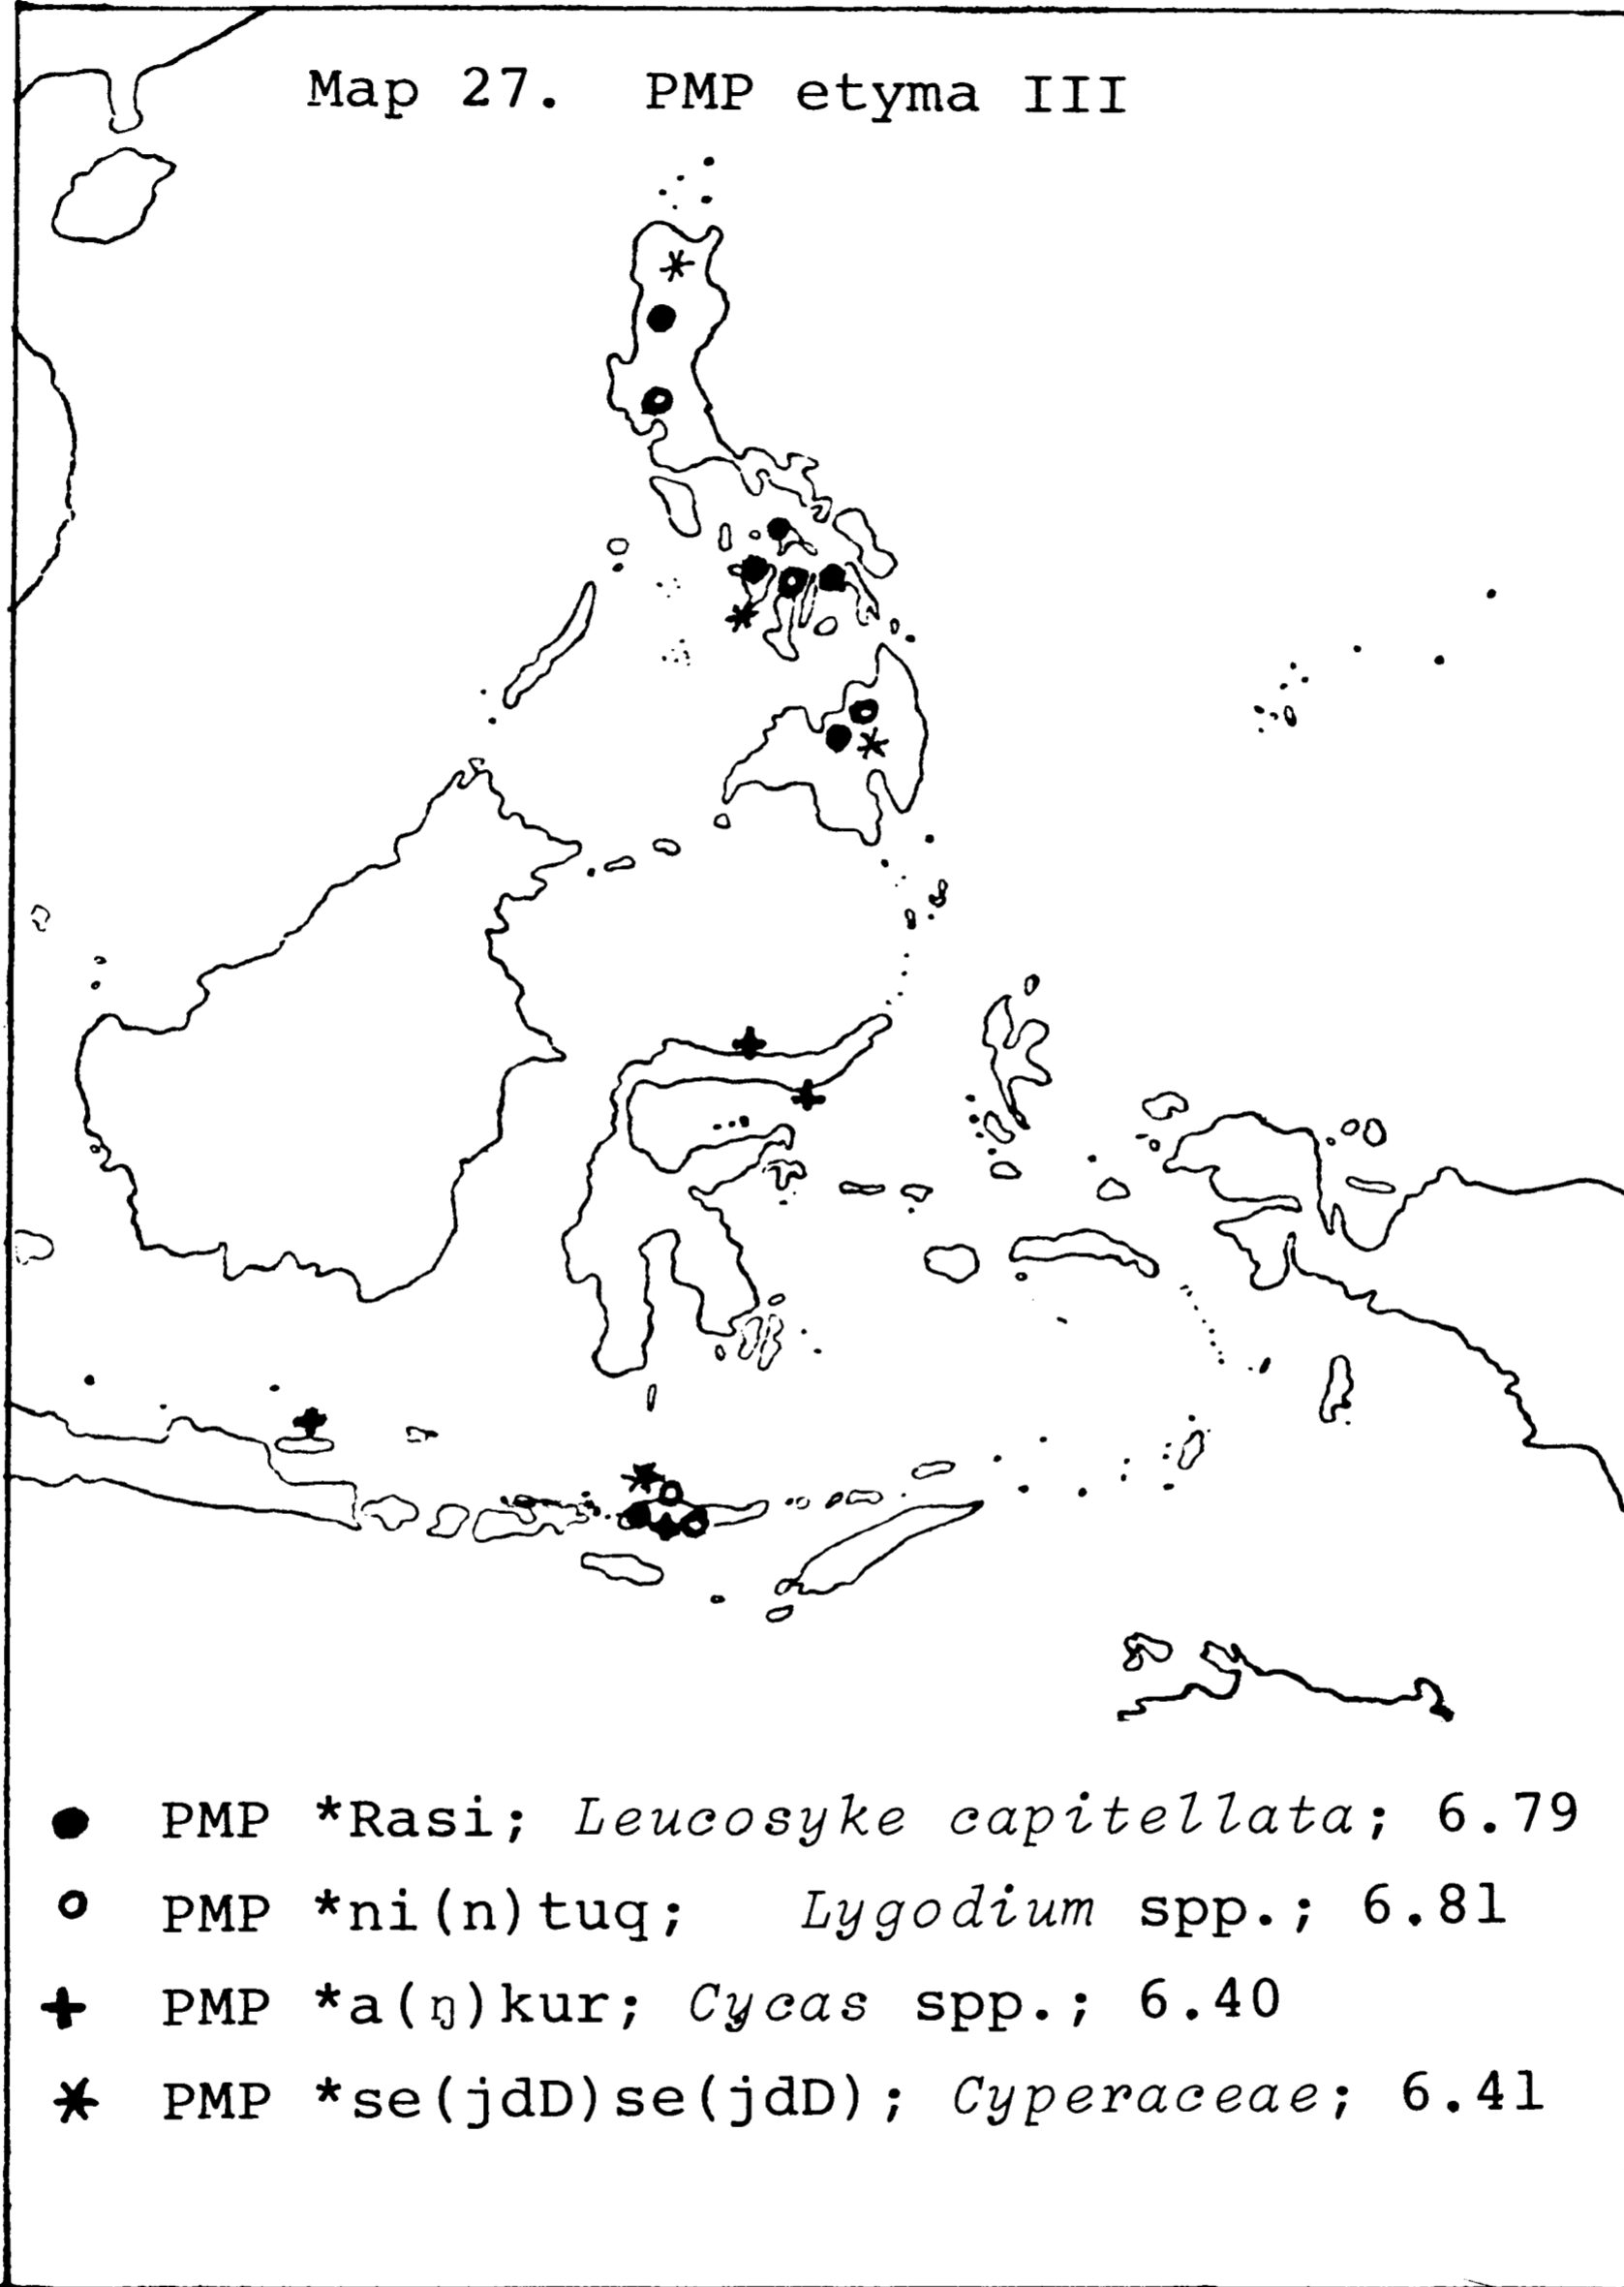 Map 27. PMP etyma III
PMP *Rasi; Leucosyke capitellata; 6.79
PMP *ni(n)tuq; Lygodium spp.; 6.81
PMP *a(ŋ)kur; Cycas spp.; 6.40
PMP *se(jdD)se(jdD); Cyperaceae; 6.41